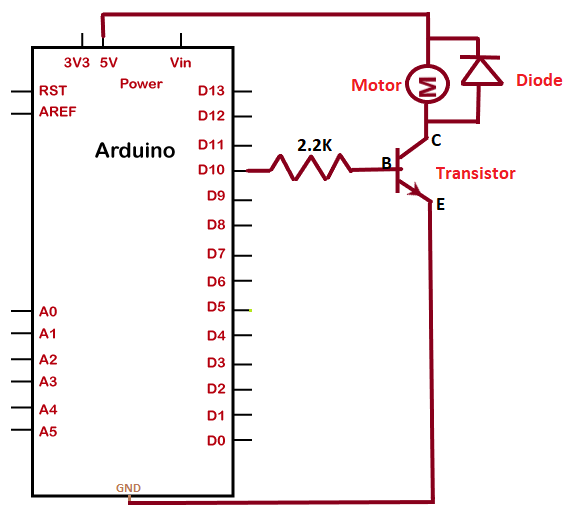 3V3 5V Vin
Power
RST
AREF
Arduino
D13
D12
D11
D10
D9
D8
D7
D6
D5
D4
D3
D2
D1
D0
A0
A1
A2
A3
A4
A5
GND
2.2K
Motor
M
Diode
B
C
E
Transistor